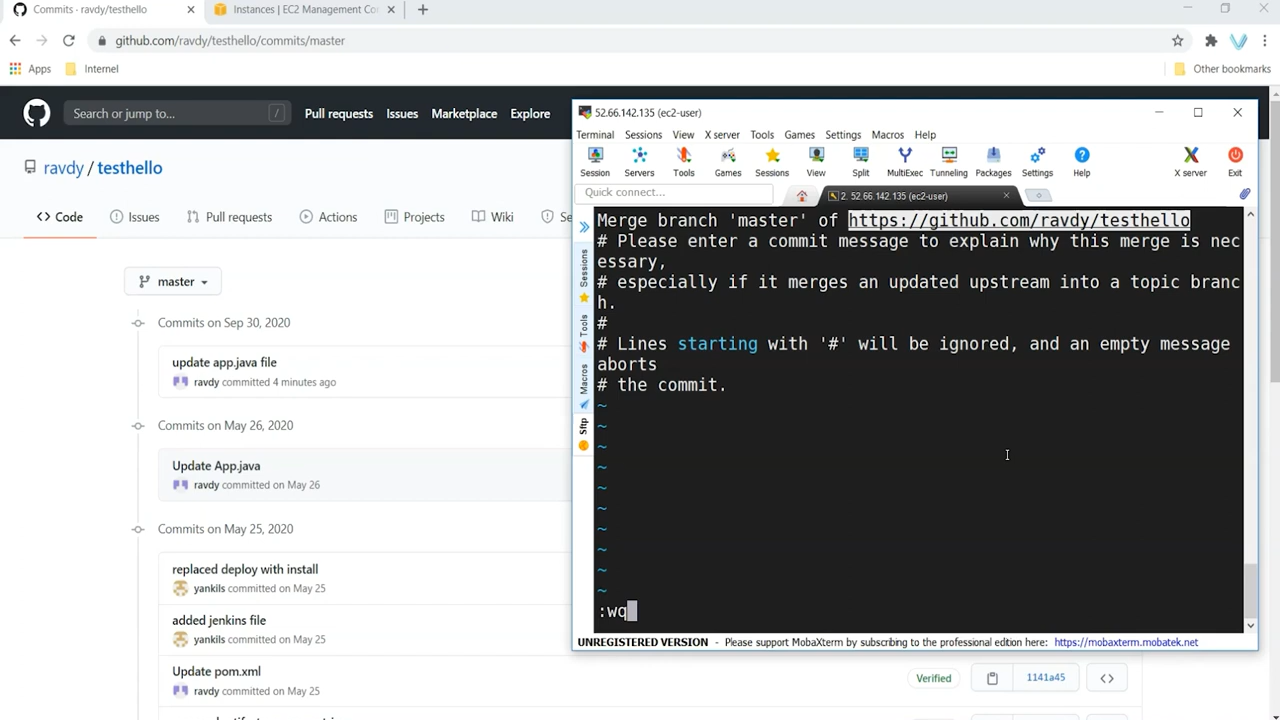 Commits - ravdy/testhello
Instances | EC2 Management Co
github.com/ravdy/testhello/commits/master
Apps
Internet
Other bookmarks
Search or jump to...
/
Pull requests
Issues
Marketplace
Explore
ravdy / testhello
Code
Issues
Pull requests
Actions
Projects
Wiki
Se
master
Commits on Sep 30, 2020
update app.java file
ravdy committed 4 minutes ago
Commits on May 26, 2020
Update App.java
ravdy committed on May 26
Commits on May 25, 2020
replaced deploy with install
yankils committed on May 25
added jenkins file
yankils committed on May 25
Update pom.xml
ravdy committed on May 25
Verified
1141a45
52.66.142.135 (ec2-user)
Terminal Sessions View X server Tools Games Settings Macros Help
Session Servers Tools Games Sessions View Split MultiExec Tunneling Packages Settings Help X server Exit
Quick connect...
2. 52.66.142.135 (ec2-user)
Sessions
Tools
Macros
Sftp
Merge branch 'master' of https://github.com/ravdy/testhello
# Please enter a commit message to explain why this merge is nec
essary,
# especially if it merges an updated upstream into a topic branc
h.
#
# Lines starting with '#' will be ignored, and an empty message
aborts
# the commit.
~
~
~
~
~
~
~
~
~
~
:wq
UNREGISTERED VERSION - Please support MobaXterm by subscribing to the professional edition here: https://mobaxterm.mobatek.net